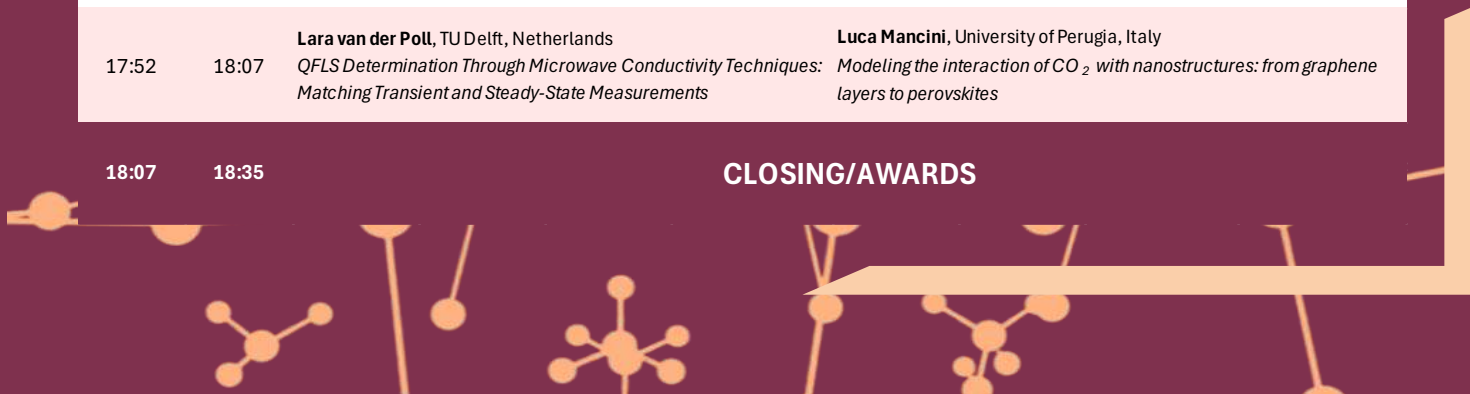 17:52 18:07
Lara van der Poll, TU Delft, Netherlands
QFLS Determination Through Microwave Conductivity Techniques:
Matching Transient and Steady-State Measurements
Luca Mancini, University of Perugia, Italy
Modeling the interaction of CO₂ with nanostructures: from graphene
layers to perovskites
18:07 18:35 CLOSING/AWARDS